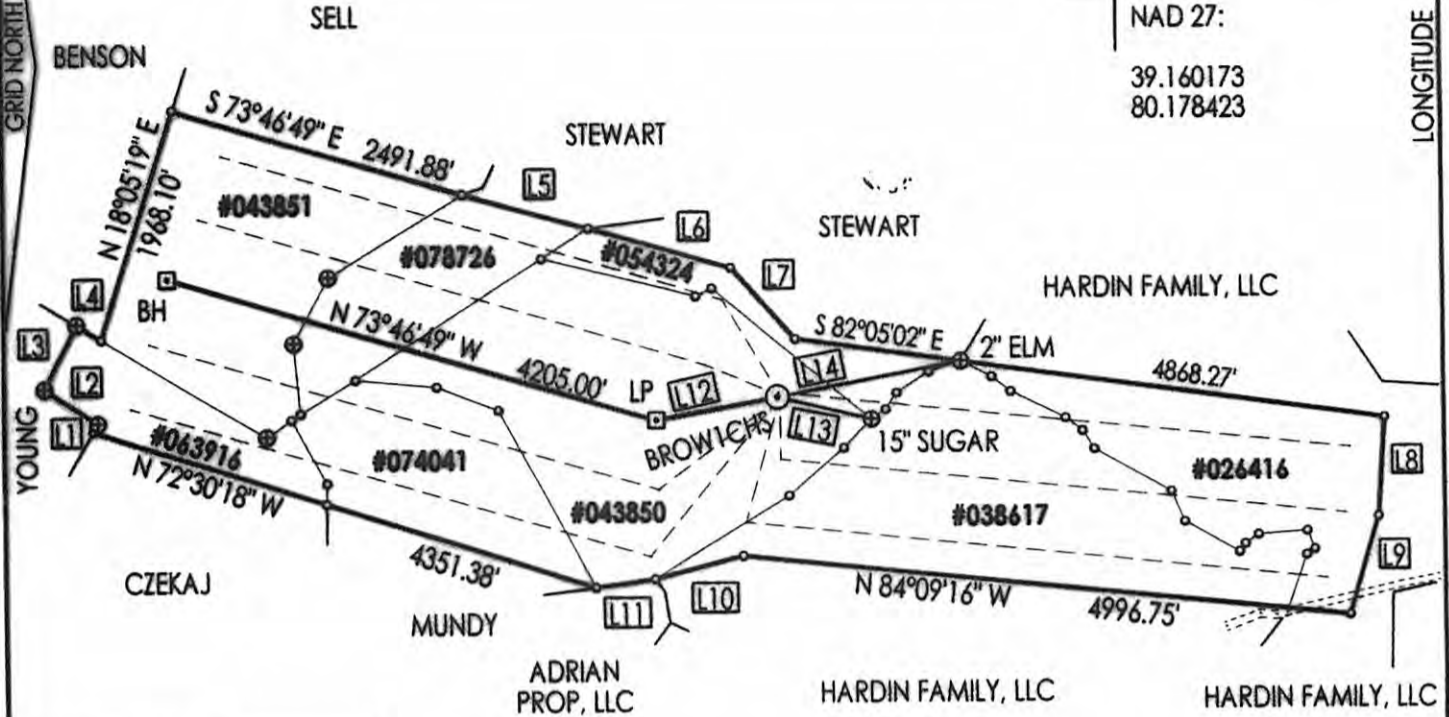 GRID NORTH
SELL
NAD 27:
BENSON
39.160173
80.178423
LONGITUDE
S 73°46'49" E 2491.88'
STEWART
N 18°05'19" E
1968.10'
L5
#043851
L6
STEWART
#078726
#054324
L7
HARDIN FAMILY, LLC
L4
BH
N 73°46'49" W
4205.00'
S 82°05'02" E
2" ELM
4868.27'
L3
L2
LP
L12
L14
YOUNG
L1
L13
15" SUGAR
#063916
N 72°30'18" W
#074041
#026416
L8
#043850
#038617
4351.38'
L9
CZEKAJ
N 84°09'16" W
4996.75'
L10
L11
MUNDY
ADRIAN
PROP, LLC
HARDIN FAMILY, LLC
HARDIN FAMILY, LLC